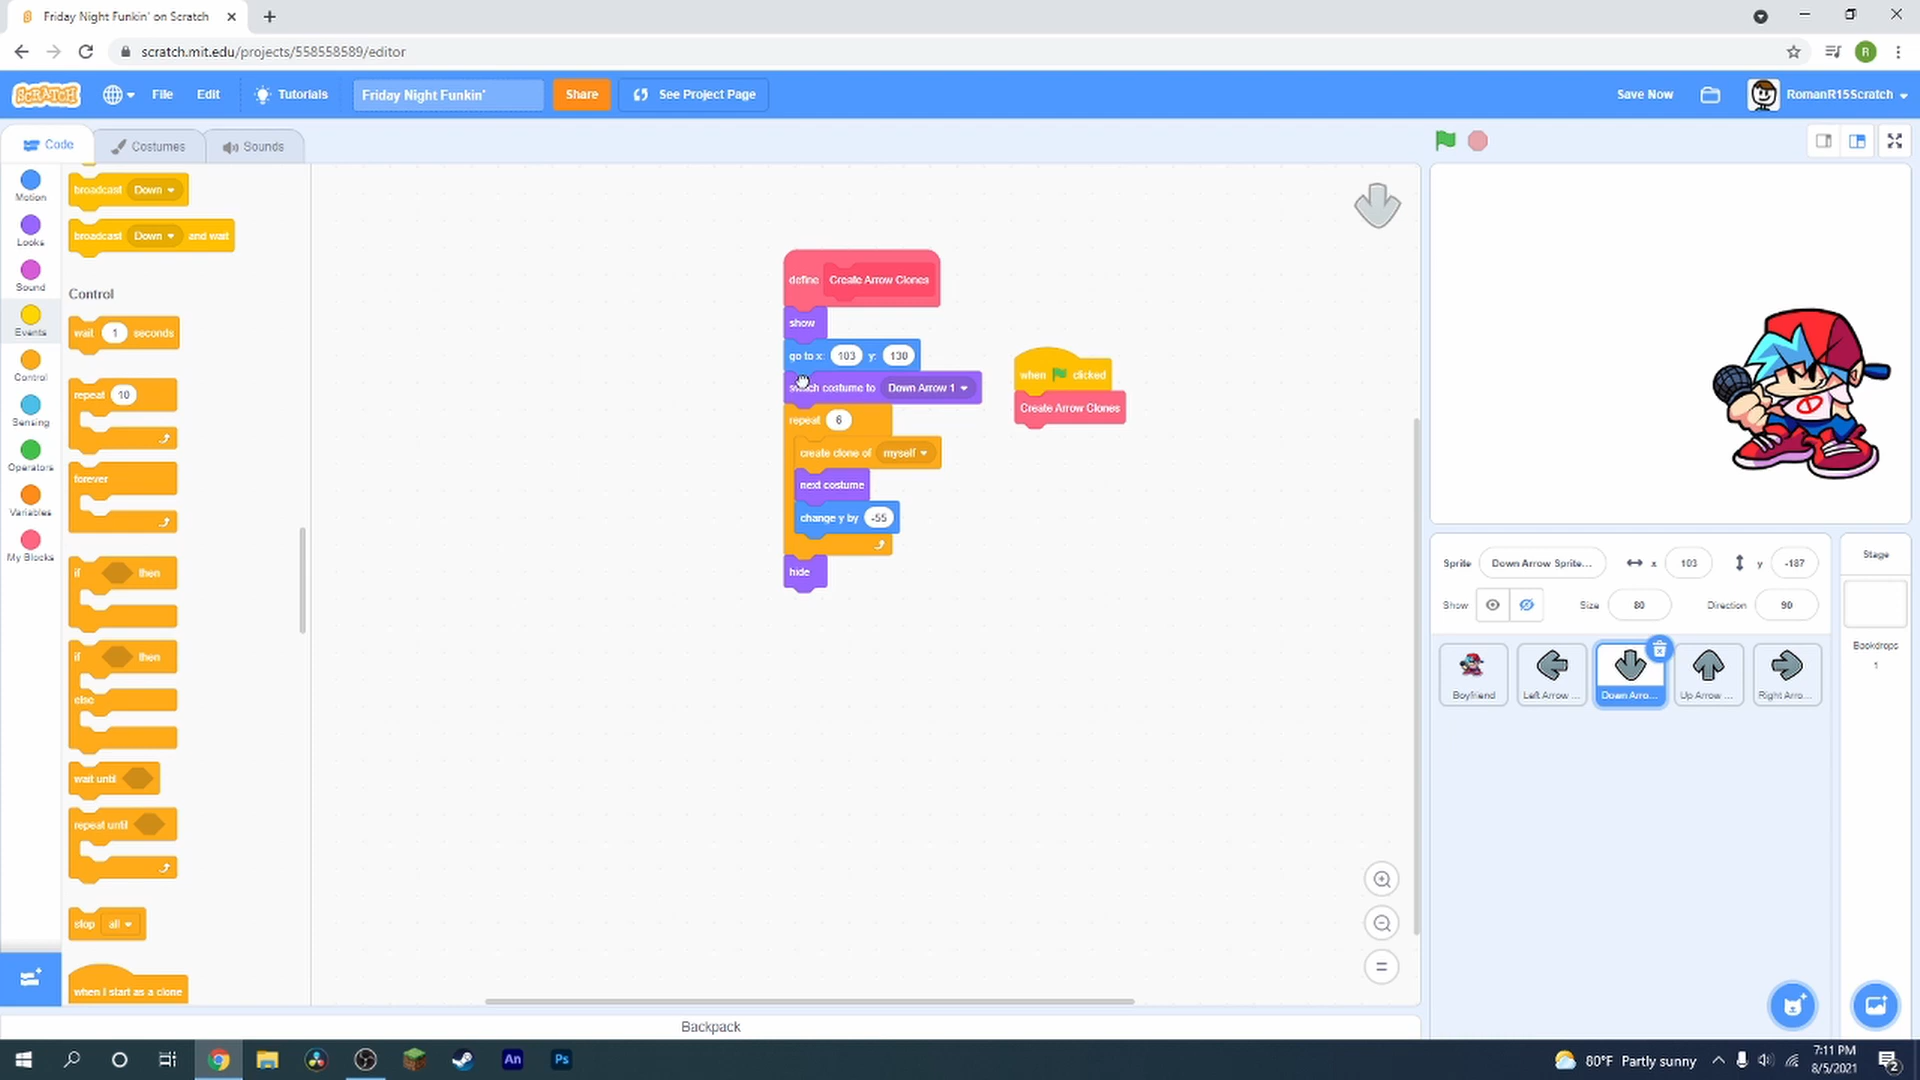 Friday Night Funkin' on Scratch
scratch.mit.edu/projects/558558589/editor
R
SCRATCH
File
Edit
Tutorials
Friday Night Funkin'
Share
See Project Page
Save Now
RomanR15Scratch
Code
Costumes
Sounds
Motion
Looks
Sound
Events
Control
Sensing
Operators
Variables
My Blocks
broadcast Down
broadcast Down and wait
Control
wait 1 seconds
repeat 10
forever
if then
if then
else
wait until
repeat until
stop all
when I start as a clone
define Create Arrow Clones
show
go to x: 103 y: 130
switch costume to Down Arrow 1
repeat 6
create clone of myself
next costume
change y by -55
hide
when clicked
Create Arrow Clones
Sprite Down Arrow Sprite... x 103 y -187
Show Size 80 Direction 90
Boyfriend
Left Arrow ...
Down Arro...
Up Arrow ...
Right Arro...
Stage
Backdrops
1
Backpack
An
Ps
80°F Partly sunny
7:11 PM
8/5/2021
2